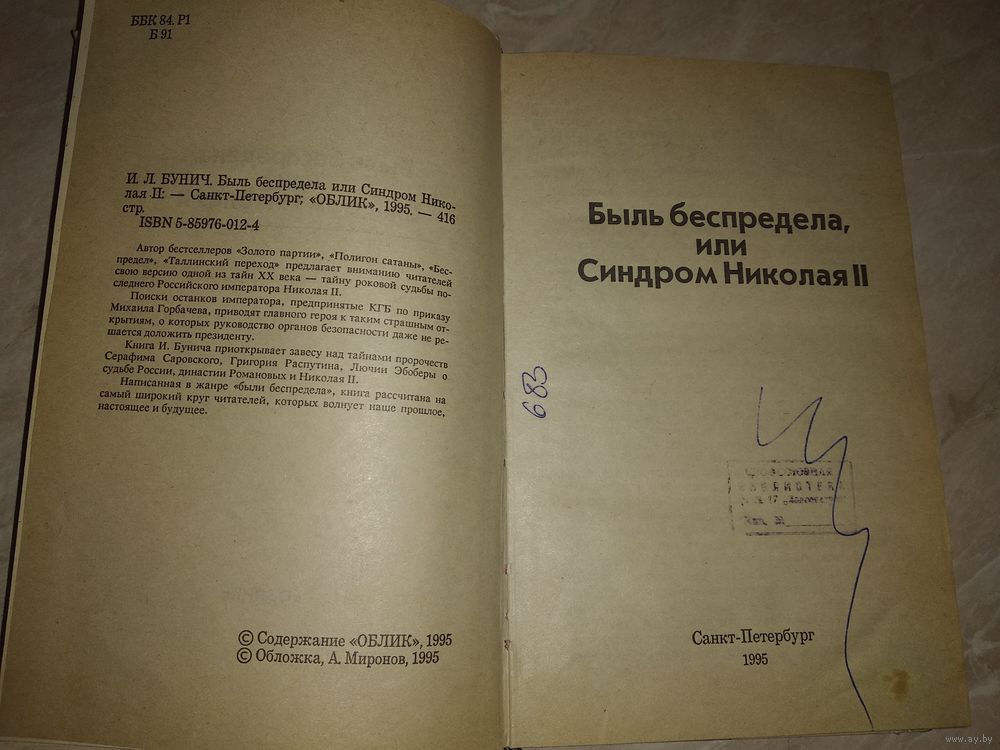 ББК 84. Р1
Б 91
И. Л. БУНИЧ. Быль беспредела или Синдром Нико-
лая II: — Санкт-Петербург; «ОБЛИК», 1995. — 416
стр.
ISBN 5-85976-012-4
Автор бестселлеров «Золото партии», «Полигон сатаны», «Бес-
предел», «Таллинский переход» предлагает вниманию читателей
свою версию одной из тайн XX века — тайну роковой судьбы по-
следнего Российского императора Николая II.
Поиски останков императора, предпринятые КГБ по приказу
Михаила Горбачева, приводят главного героя к таким страшным от-
крытиям, о которых руководство органов безопасности даже не ре-
шается доложить президенту.
Книга И. Бунича приоткрывает завесу над тайнами пророчеств
Серафима Саровского, Григория Распутина, Лючии Эбоберы о
судьбе России, династии Романовых и Николая II.
Написанная в жанре «были беспредела», книга рассчитана на
самый широкий круг читателей, которых волнует наше прошлое,
настоящее и будущее.
© Содержание «ОБЛИК», 1995
© Обложка, А. Миронов, 1995
Быль беспредела,
или
Синдром Николая II
683
БИБЛИОТЕКА
Санкт-Петербург
1995
www.ay.by